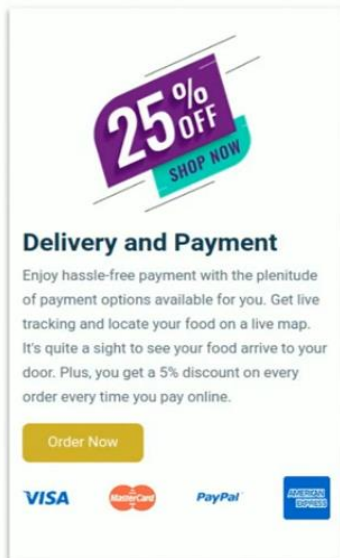 25%
OFF
SHOP NOW
Delivery and Payment
Enjoy hassle-free payment with the plenitude
of payment options available for you. Get live
tracking and locate your food on a live map.
It's quite a sight to see your food arrive to your
door. Plus, you get a 5% discount on every
order every time you pay online.
Order Now
VISA
MasterCard
PayPal
AMERICAN
EXPRESS